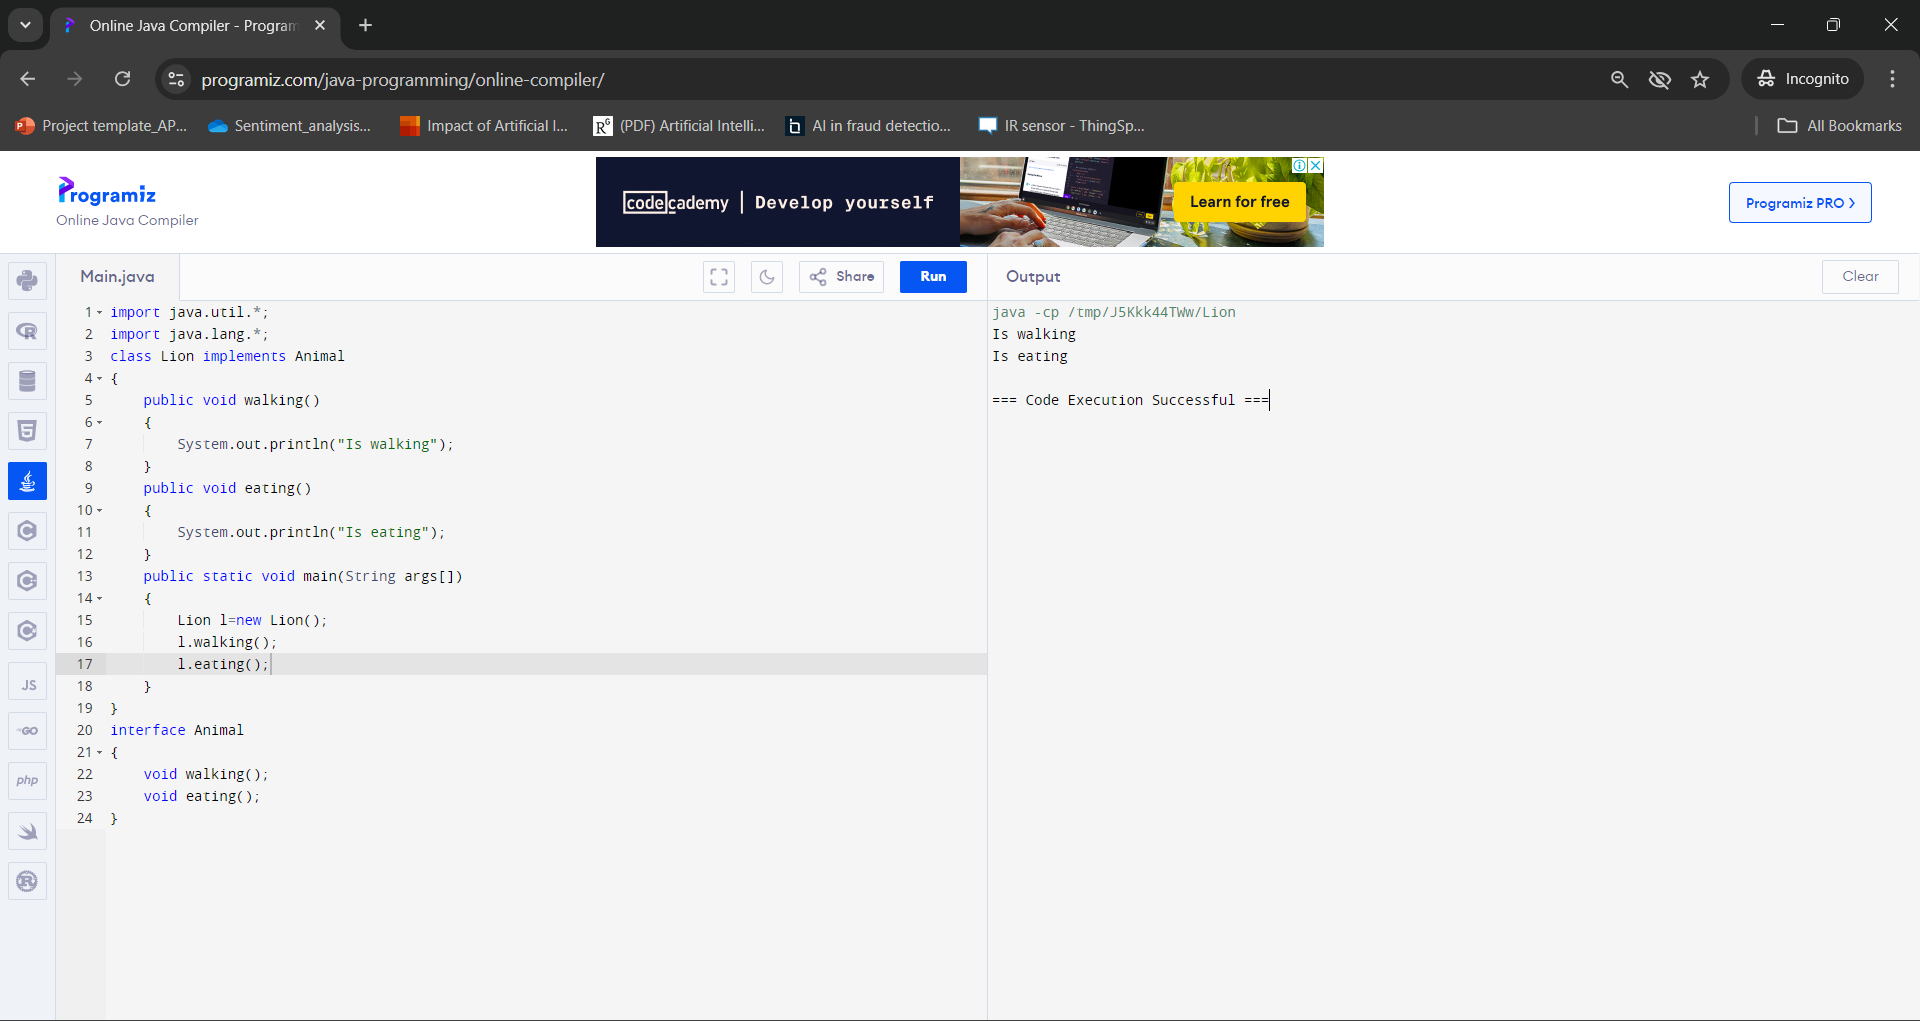 Online Java Compiler - Program
programiz.com/java-programming/online-compiler/
Incognito
Project template_AP...
Sentiment_analysis...
Impact of Artificial I...
(PDF) Artificial Intelli...
AI in fraud detectio...
IR sensor - ThingSp...
All Bookmarks
Programiz
Online Java Compiler
codecademy | Develop yourself
Learn for free
Programiz PRO >
Main.java
Share
Run
Output
Clear
1 import java.util.*;
2 import java.lang.*;
3 class Lion implements Animal
4 {
5 public void walking()
6 {
7 System.out.println("Is walking");
8 }
9 public void eating()
10 {
11 System.out.println("Is eating");
12 }
13 public static void main(String args[])
14 {
15 Lion l=new Lion();
16 l.walking();
17 l.eating();
18 }
19 }
20 interface Animal
21 {
22 void walking();
23 void eating();
24 }
java -cp /tmp/J5Kkk44TWw/Lion
Is walking
Is eating
=== Code Execution Successful ===
JS
GO
php